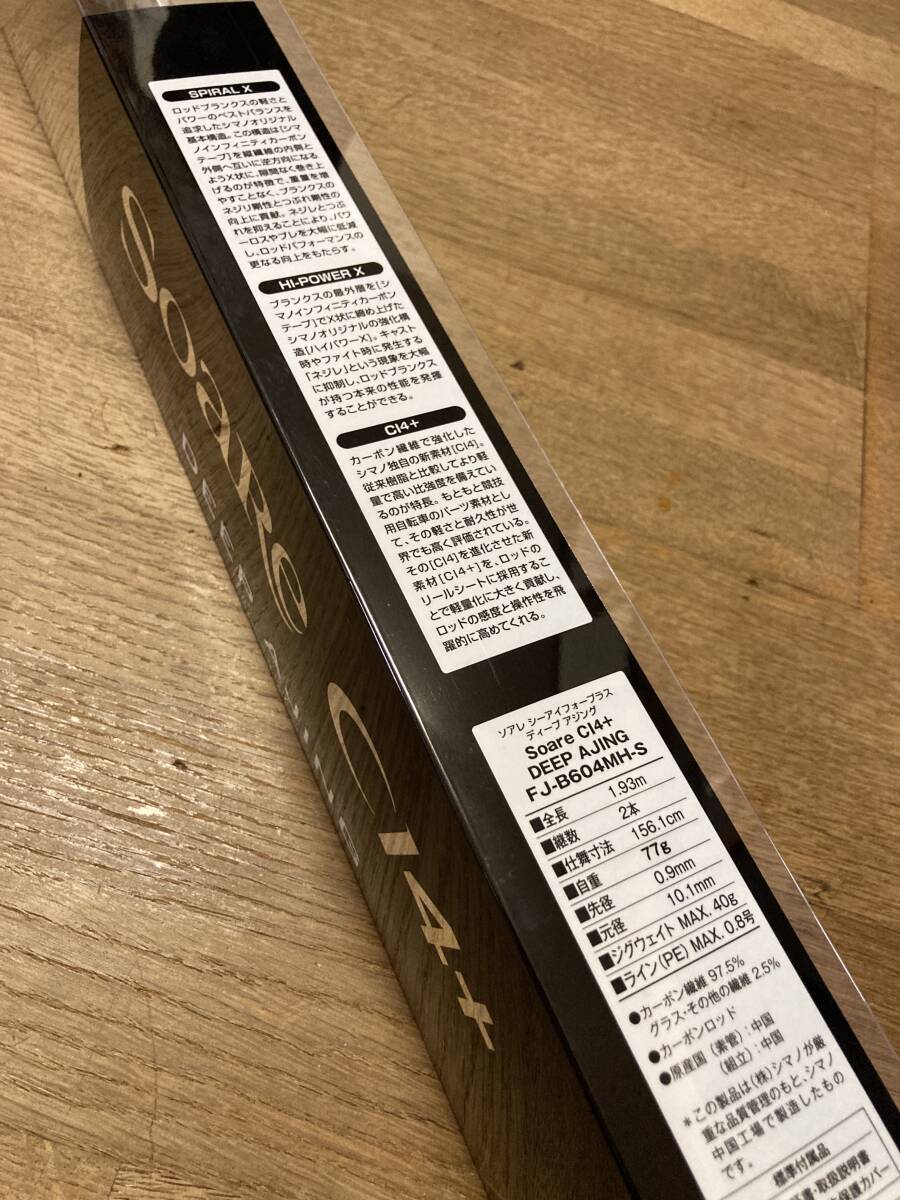 SPIRAL X
ロッドブランクスの軽さと
パワーのベストバランスを
追求したシマノオリジナル
基本構造。この構造は[シマ
ノインフィニティカーボン
テープ]を縦繊維の内側と
外側へ互いに逆方向になる
ようX状に、隙間なく巻き上
げるのが特徴で、重量を増
やすことなく、ブランクスの
ネジリ剛性とつぶれ剛性の
向上に貢献。ネジレとつぶ
れを抑えることにより、パワ
ーロスやブレを大幅に低減
し、ロッドパフォーマンスの
更なる向上をもたらす。
HI-POWER X
ブランクスの最外層を[シ
マノインフィニティカーボン
テープ]でX状に締め上げた
シマノオリジナルの強化構
造[ハイパワーX]。キャスト
時やファイト時に発生する
「ネジレ」という現象を大幅
に抑制し、ロッドブランクス
が持つ本来の性能を発揮
することができる。
CI4+
カーボン繊維で強化した
シマノ独自の新素材[CI4]。
従来樹脂と比較してより軽
量で高い比強度を備えてい
るのが特長。もともと競技
用自転車のパーツ素材とし
て、その軽さと耐久性が世
界でも高く評価されている。
その[CI4]を進化させた新
素材[CI4+]を、ロッドの
リールシートに採用するこ
とで軽量化に大きく貢献し、
ロッドの感度と操作性を飛
躍的に高めてくれる。
Soare CI4+
ソアレ シーアイフォープラス
ディープ アジング
Soare CI4+
DEEP AJING
FJ-B604MH-S
■全長 1.93m
■継数 2本
■仕舞寸法 156.1cm
■自重 77g
■先径 0.9mm
■元径 10.1mm
■ジグウェイト MAX. 40g
■ライン(PE) MAX. 0.8号
●カーボン繊維 97.5%
グラス・その他の繊維 2.5%
●カーボンロッド
●原産国 (素管):中国
(組立):中国
*この製品は(株)シマノが厳
重な品質管理のもと、シマノ
中国工場で製造したもの
です。
標準付属品
・取扱説明書
保護カバー